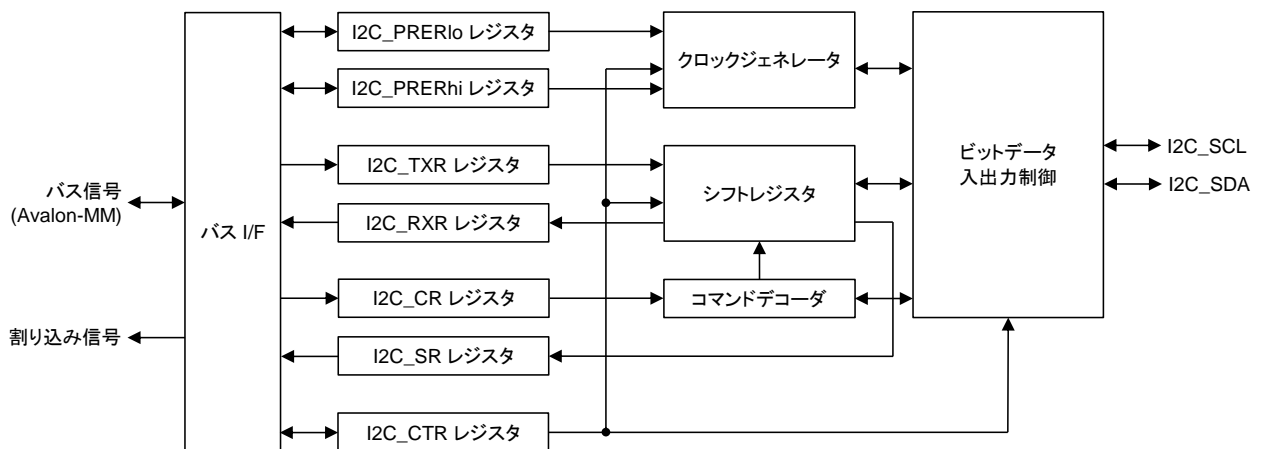 I2C_PRERlo レジスタ
I2C_PRERhi レジスタ
I2C_TXR レジスタ
I2C_RXR レジスタ
I2C_CR レジスタ
I2C_SR レジスタ
I2C_CTR レジスタ
バス信号
(Avalon-MM)
割り込み信号
バス I/F
クロックジェネレータ
シフトレジスタ
コマンドデコーダ
ビットデータ
入出力制御
I2C_SCL
I2C_SDA